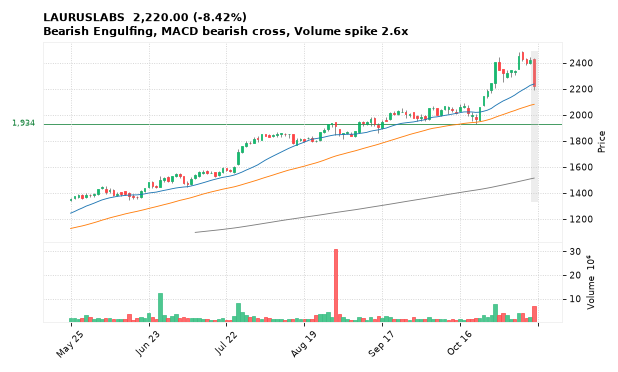 LAURUSLABS 2,220.00 (-8.42%)
Bearish Engulfing, MACD bearish cross, Volume spike 2.6x
2400
2200
2000
1,934
1800
1600
1400
1200
Price
30
20
10
Volume 10⁶
May 25
Jun 23
Jul 22
Aug 19
Sep 17
Oct 16